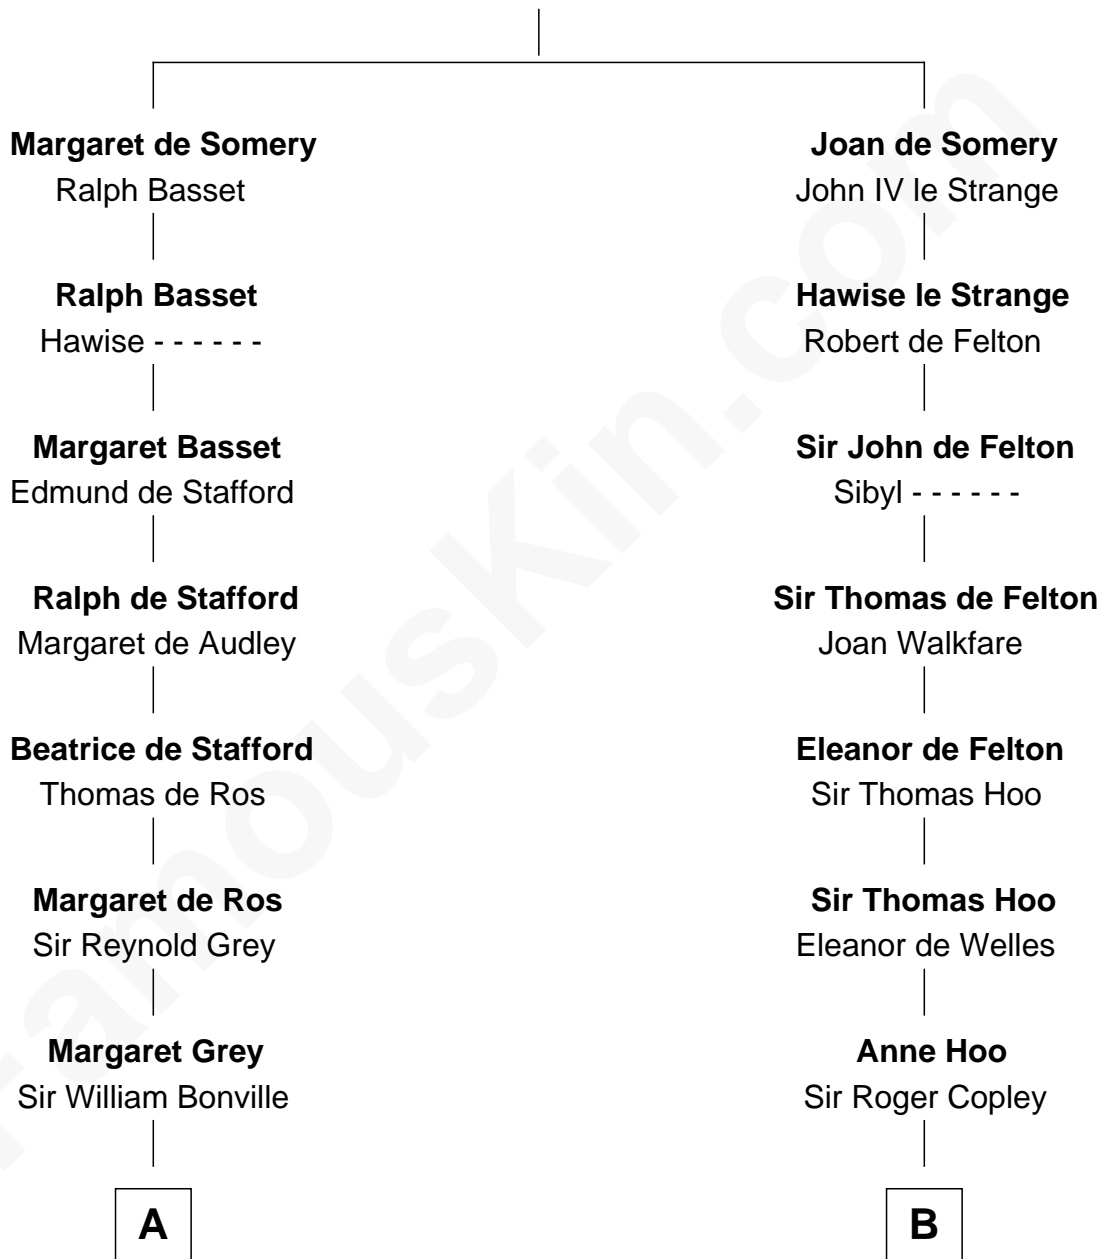 Margaret de Somery
Ralph Basset
Ralph Basset
Hawise - - - - - -
Margaret Basset
Edmund de Stafford
Ralph de Stafford
Margaret de Audley
Beatrice de Stafford
Thomas de Ros
Margaret de Ros
Sir Reynold Grey
Margaret Grey
Sir William Bonville
A
Joan de Somery
John IV le Strange
Hawise le Strange
Robert de Felton
Sir John de Felton
Sibyl - - - - - -
Sir Thomas de Felton
Joan Walkfare
Eleanor de Felton
Sir Thomas Hoo
Sir Thomas Hoo
Eleanor de Welles
Anne Hoo
Sir Roger Copley
B
FamousKin.com